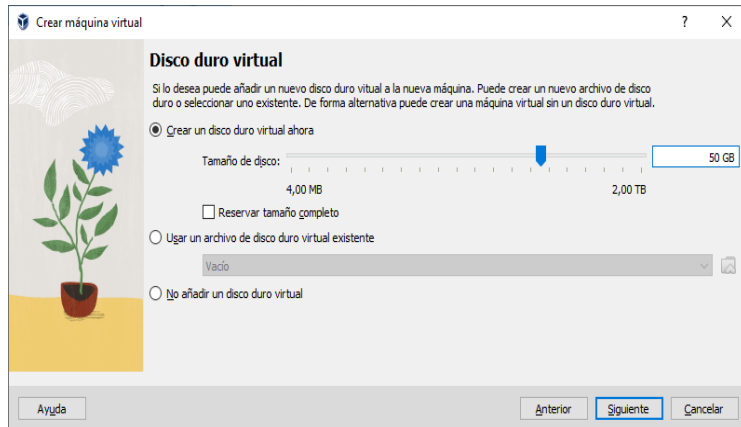 Crear máquina virtual
Disco duro virtual
Si lo desea puede añadir un nuevo disco duro vitual a la nueva máquina. Puede crear un nuevo archivo de disco
duro o seleccionar uno existente. De forma alternativa puede crear una máquina virtual sin un disco duro virtual.
Crear un disco duro virtual ahora
Tamaño de disco:
50 GB
4,00 MB
2,00 TB
Reservar tamaño completo
Usar un archivo de disco duro virtual existente
Vacío
No añadir un disco duro virtual
Ayuda
Anterior
Siguiente
Cancelar